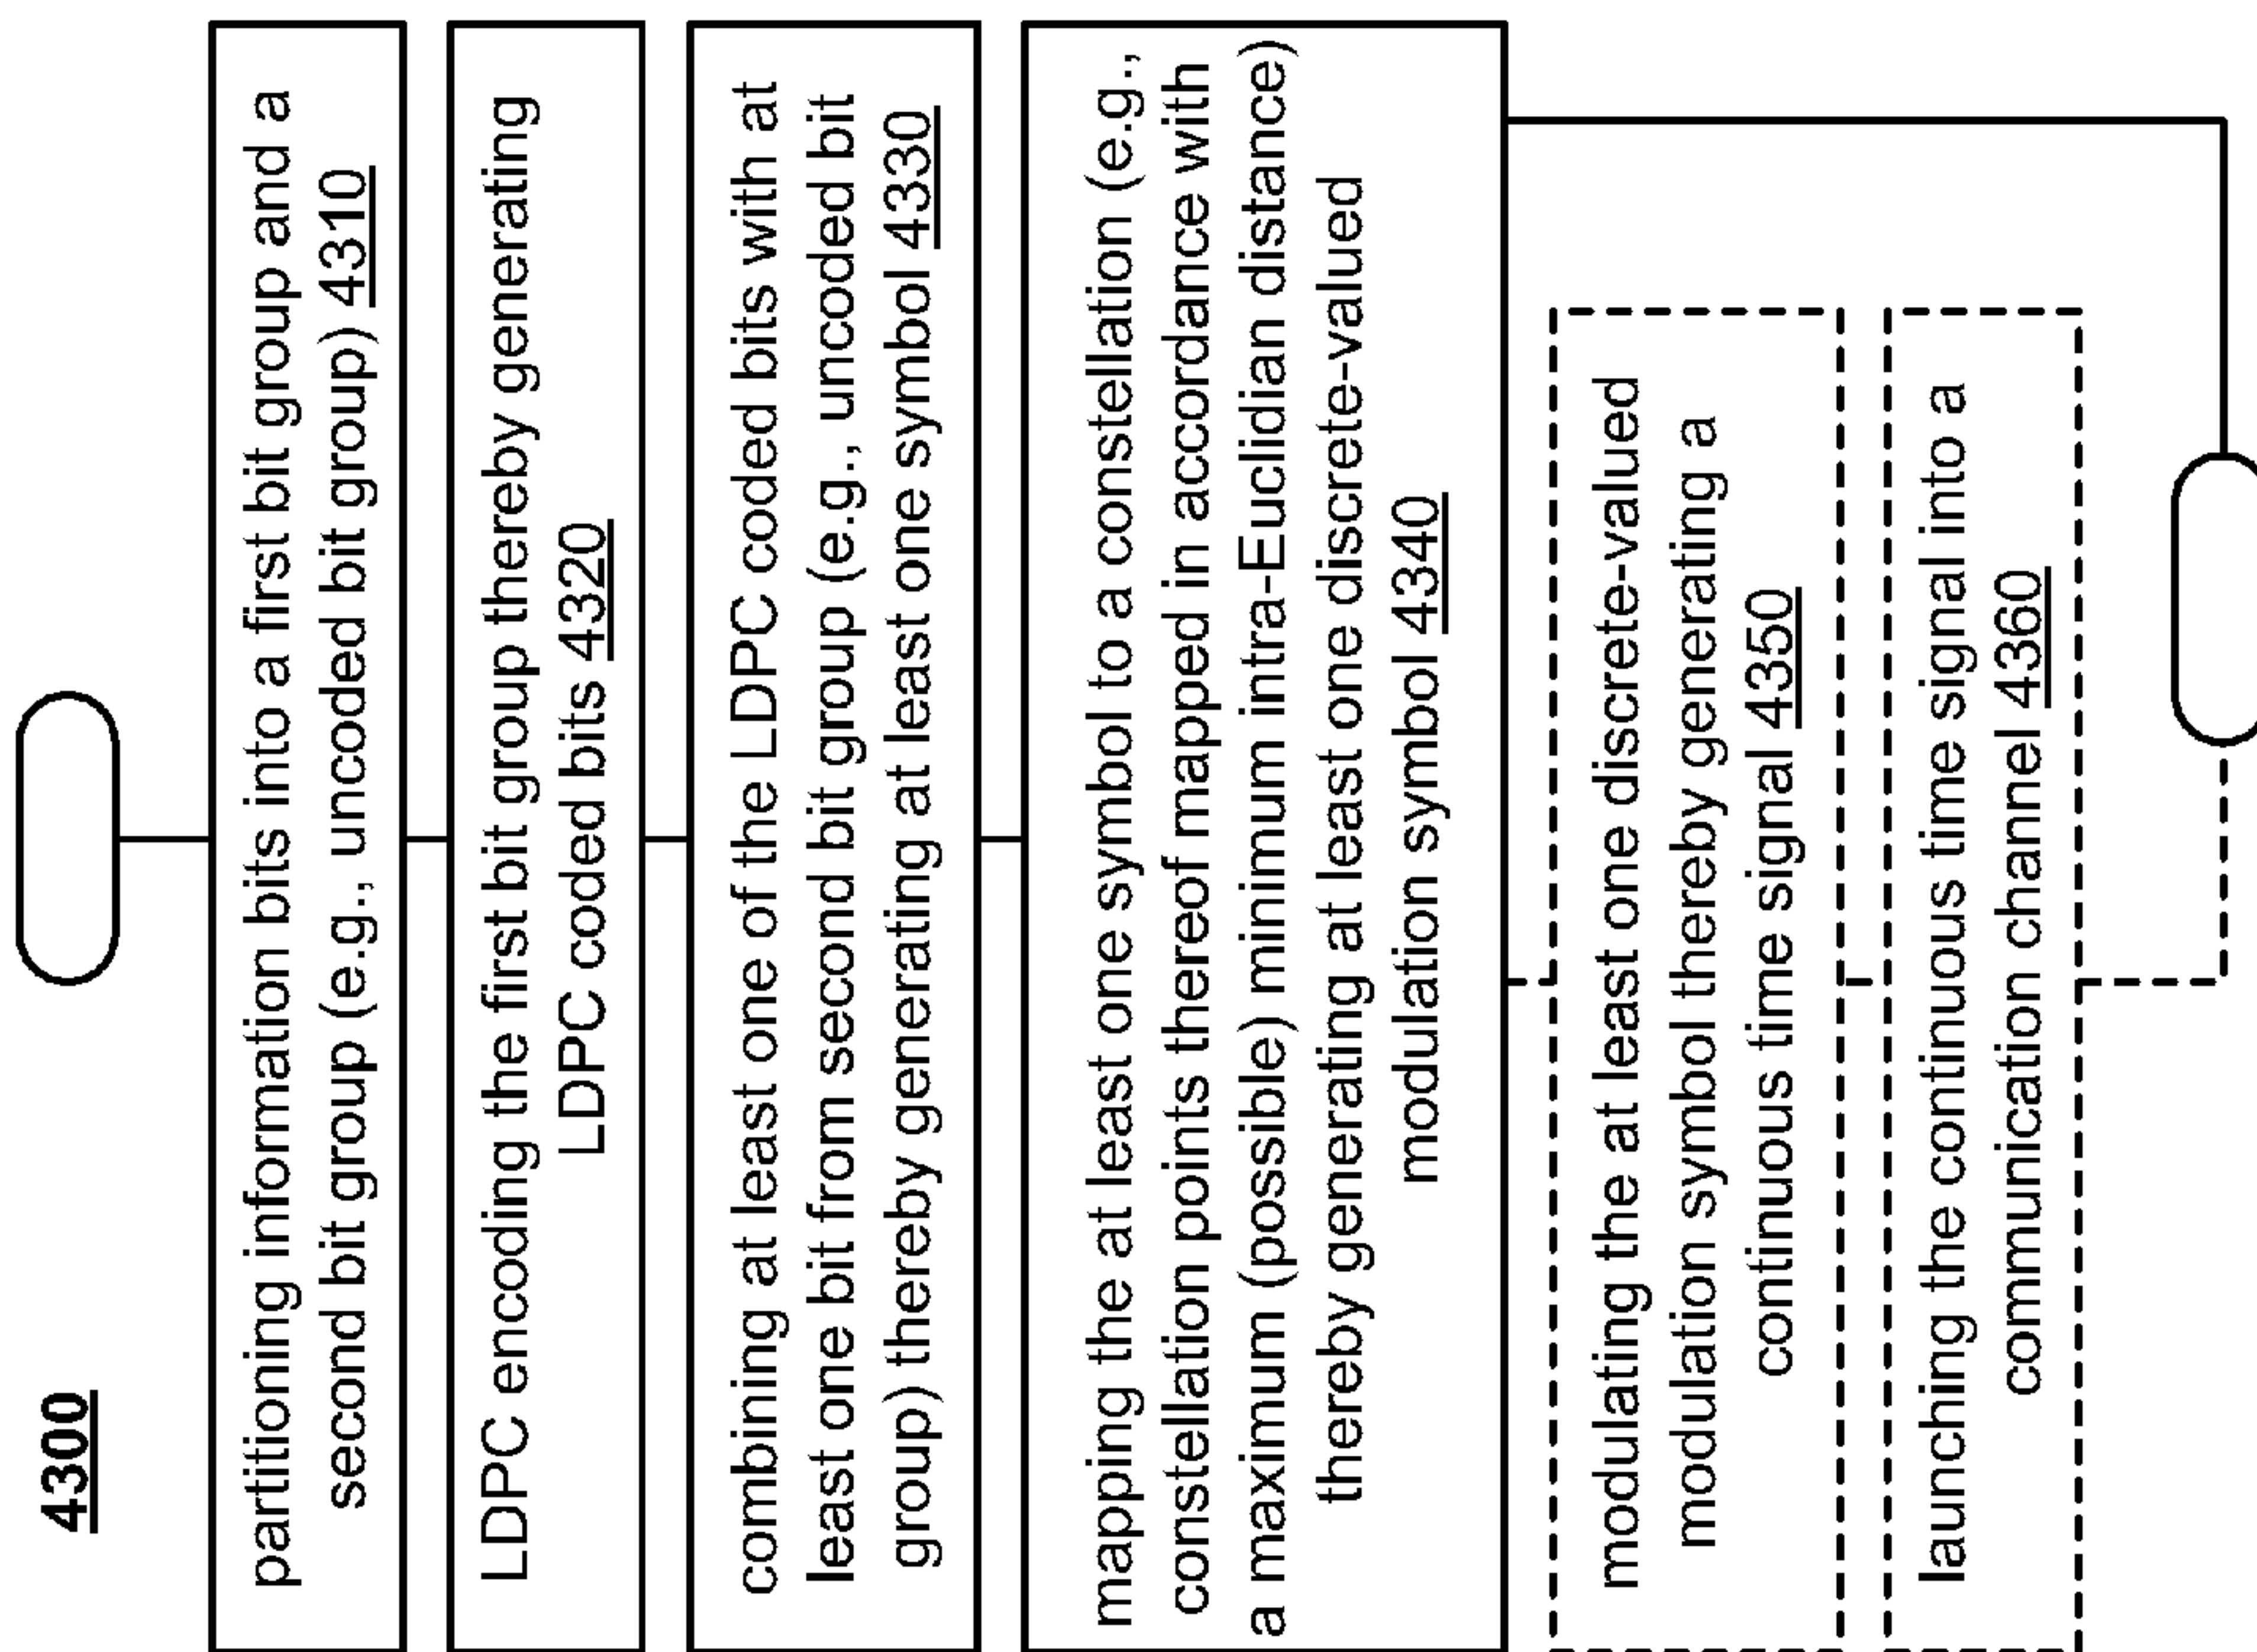 4300
partitioning information bits into a first bit group and a
second bit group (e.g., uncoded bit group) 4310
LDPC encoding the first bit group thereby generating
LDPC coded bits 4320
combining at least one of the LDPC coded bits with at
least one bit from second bit group (e.g., uncoded bit
group) thereby generating at least one symbol 4330
mapping the at least one symbol to a constellation (e.g.,
constellation points thereof mapped in accordance with
a maximum (possible) minimum intra-Euclidian distance)
thereby generating at least one discrete-valued
modulation symbol 4340
modulating the at least one discrete-valued
modulation symbol thereby generating a
continuous time signal 4350
launching the continuous time signal into a
communication channel 4360